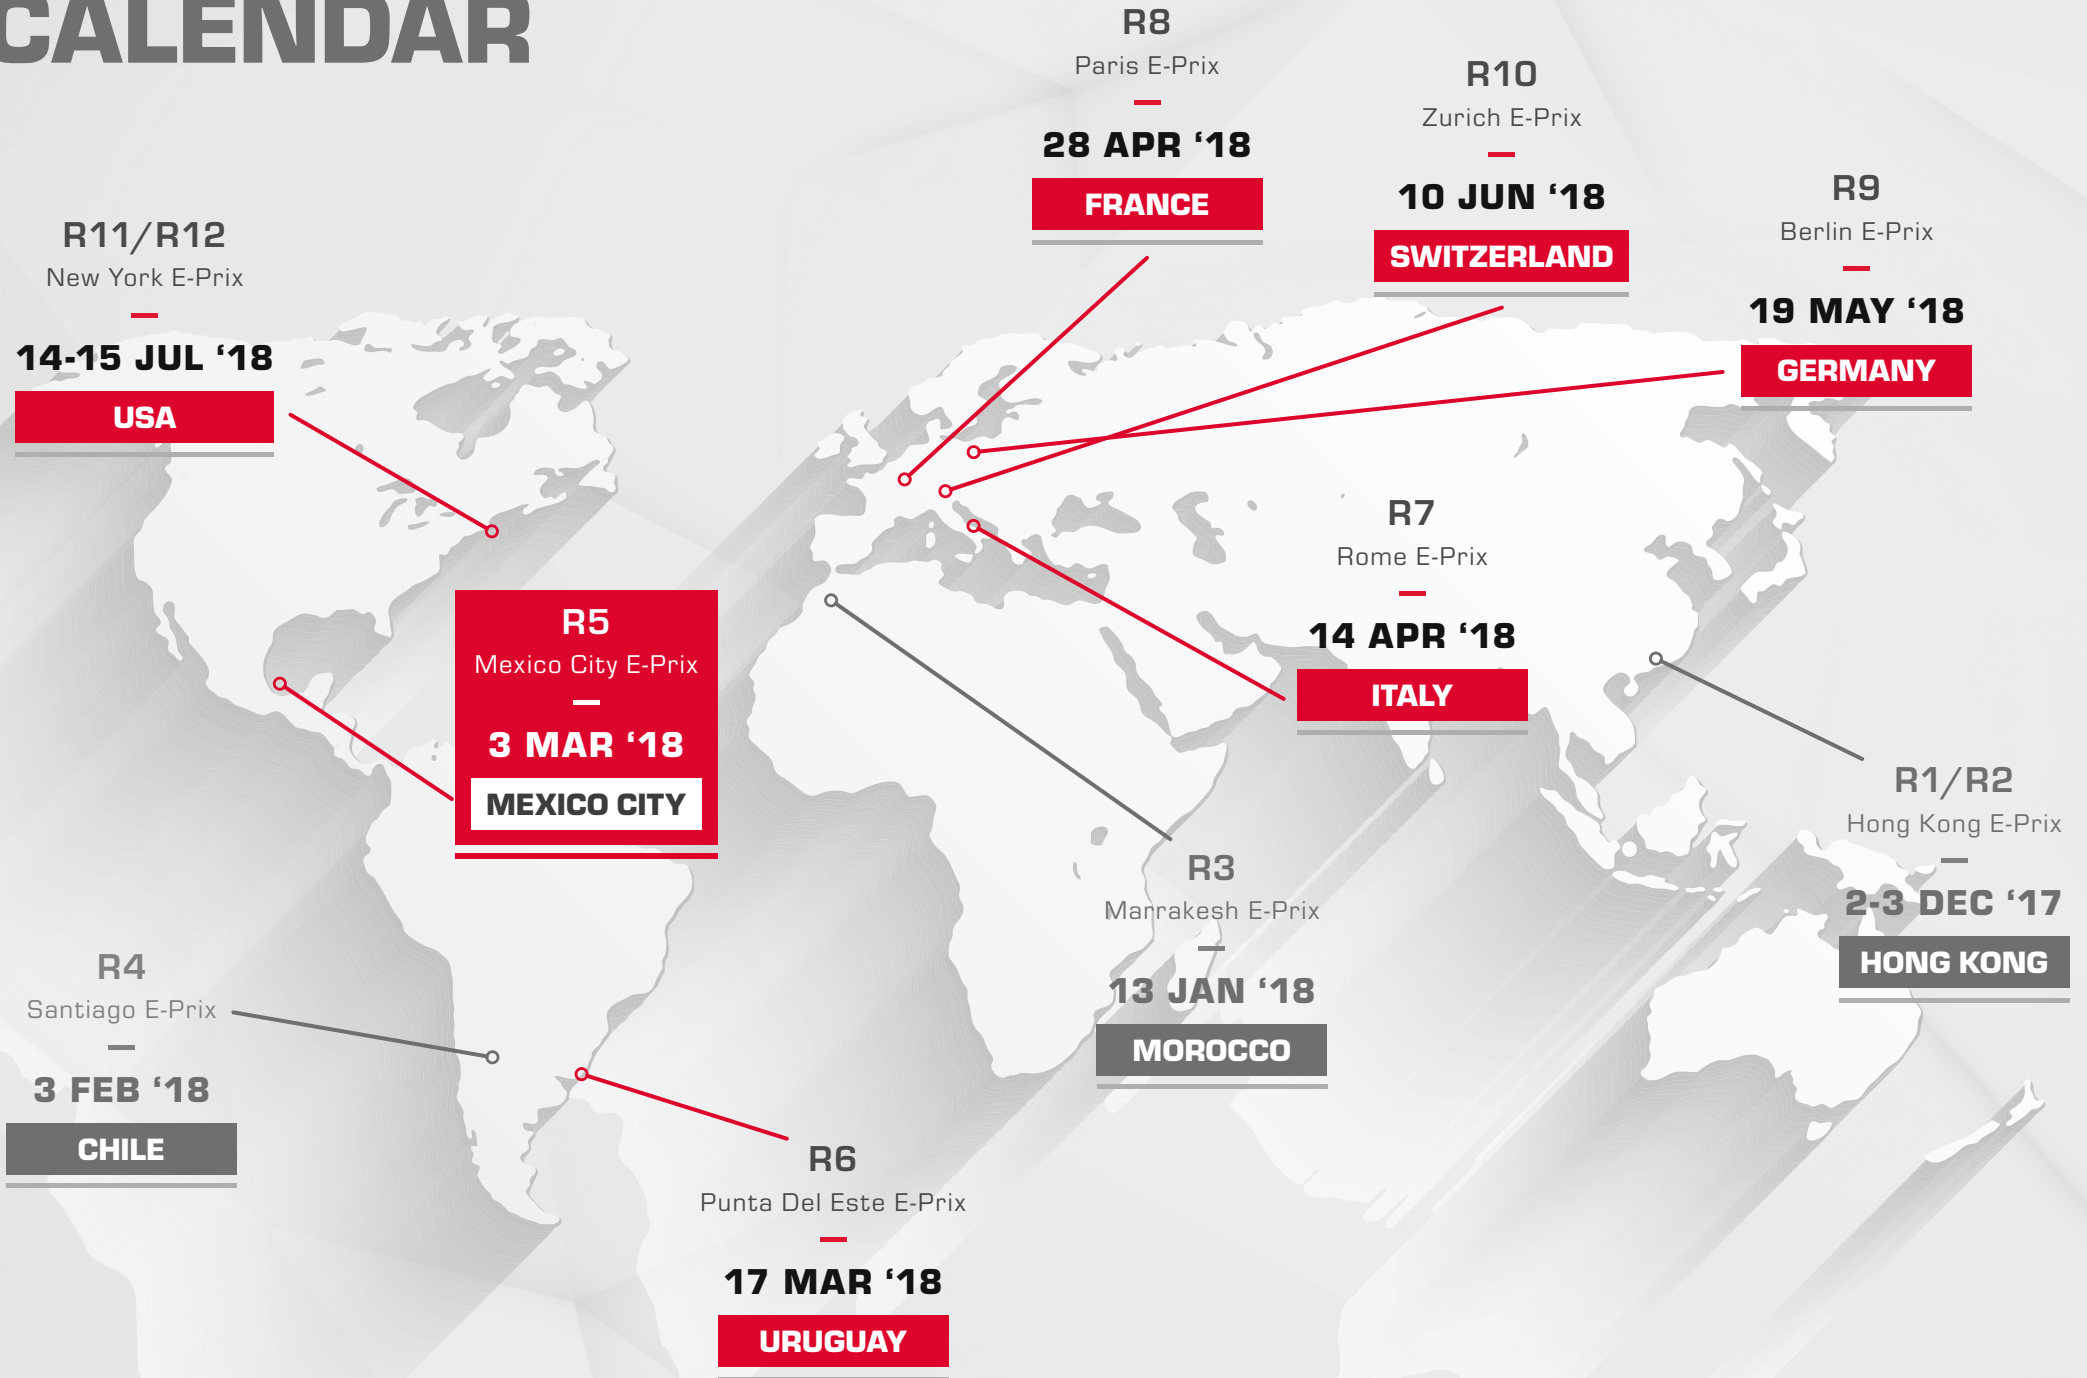 CALENDAR
R8
Paris E-Prix
28 APR ‘18
FRANCE
R10
Zurich E-Prix
10 JUN ‘18
SWITZERLAND
R9
Berlin E-Prix
19 MAY ‘18
GERMANY
R11/R12
New York E-Prix
14-15 JUL ‘18
USA
R7
Rome E-Prix
14 APR ‘18
ITALY
R5
Mexico City E-Prix
3 MAR ‘18
MEXICO CITY
R1/R2
Hong Kong E-Prix
2-3 DEC ‘17
HONG KONG
R3
Marrakesh E-Prix
13 JAN ‘18
MOROCCO
R4
Santiago E-Prix
3 FEB ‘18
CHILE
R6
Punta Del Este E-Prix
17 MAR ‘18
URUGUAY